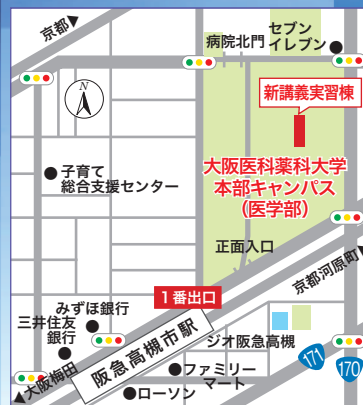 京都▶
病院北門
セブン
イレブン
N
新講義実習棟
子育て
総合支援センター
大阪医科薬科大学
本部キャンパス
(医学部)
正面入口
京都河原町▶
1番出口
みずほ銀行
三井住友
銀行
阪急高槻市駅
ジオ阪急高槻
ファミリー
マート
◀大阪梅田
ローソン
171
170